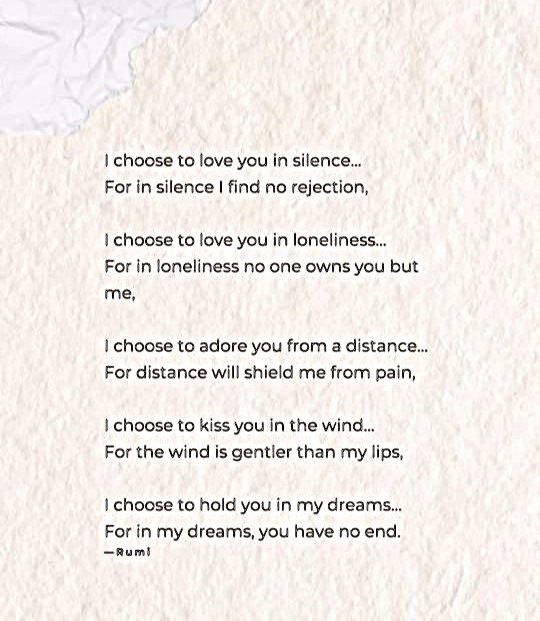 I choose to love you in silence...
For in silence I find no rejection,
I choose to love you in loneliness...
For in loneliness no one owns you but
me,
I choose to adore you from a distance...
For distance will shield me from pain,
I choose to kiss you in the wind...
For the wind is gentler than my lips,
I choose to hold you in my dreams...
For in my dreams, you have no end.
—Rumi